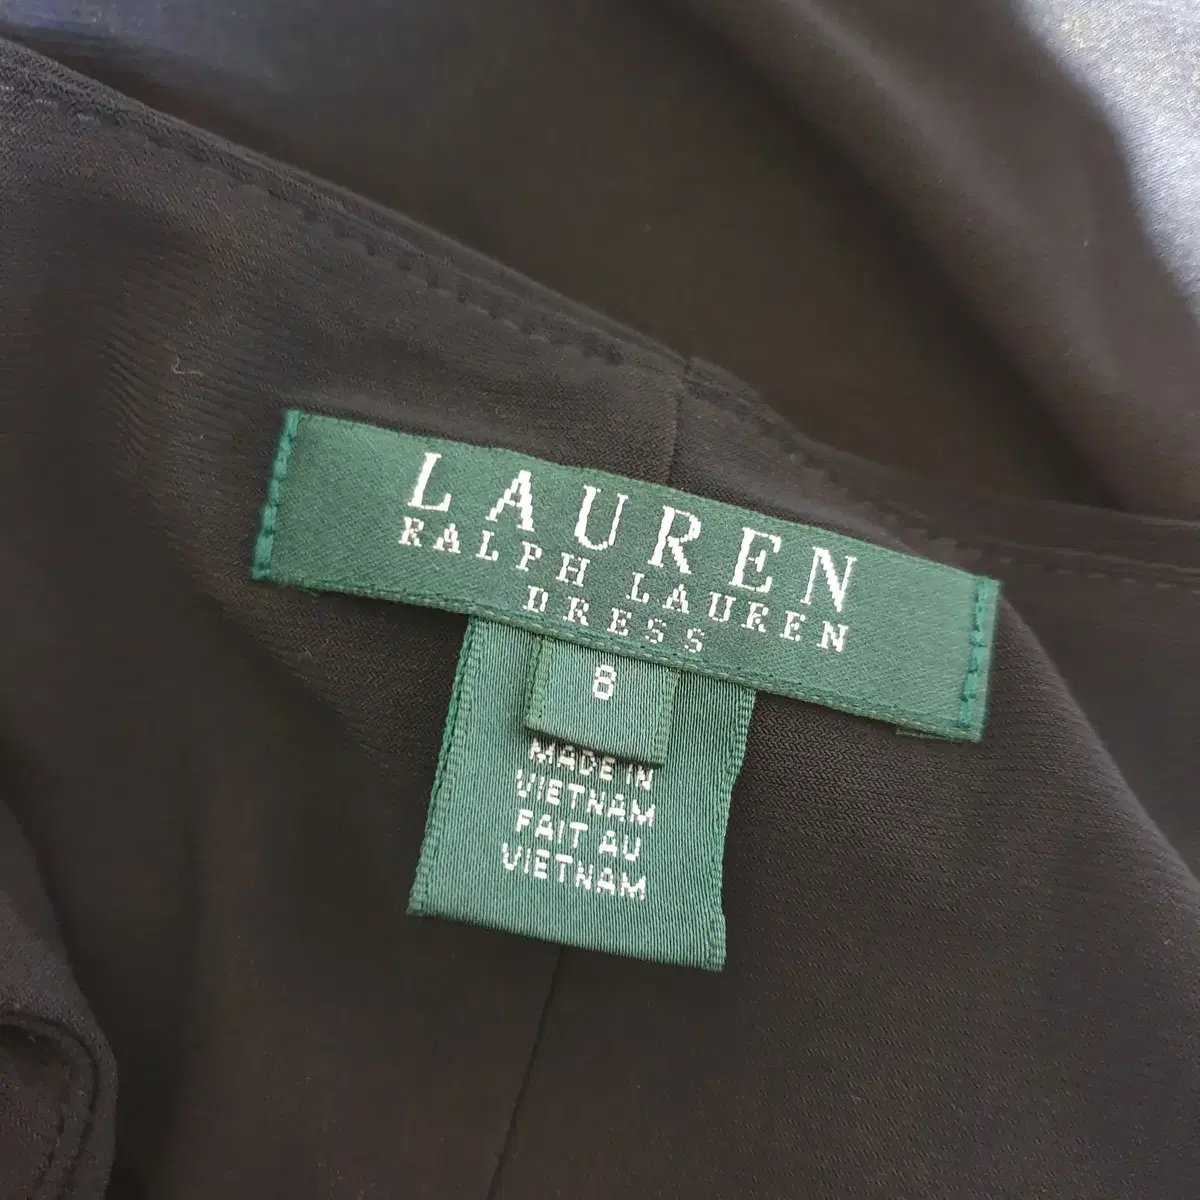 LAUREN
RALPH LAUREN
DRESS
8
MADE IN
VIETNAM
FAIT AU
VIETNAM